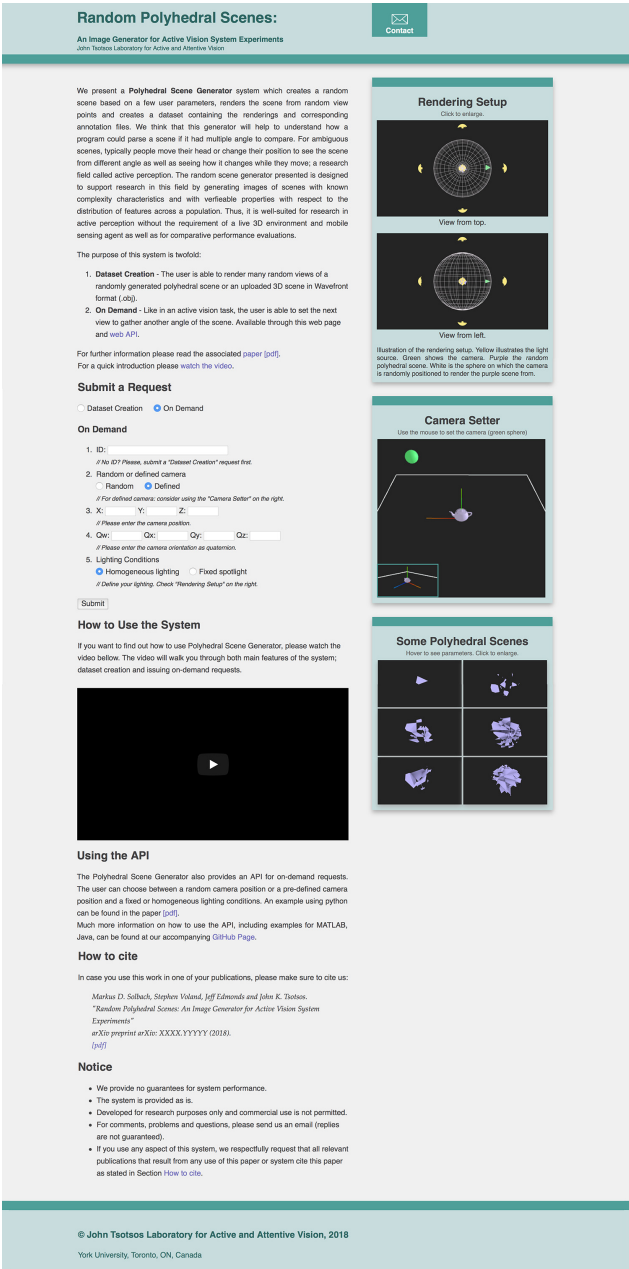 Random Polyhedral Scenes:
An Image Generator for Active Vision System Experiments
John Tsotsos Laboratory for Active and Attentive Vision
Contact
We present a Polyhedral Scene Generator system which creates a random
scene based on a few user parameters, renders the scene from random view
points and creates a dataset containing the renderings and corresponding
annotation files. We think that this generator will help to understand how a
program could parse a scene if it had multiple angle to compare. For ambiguous
scenes, typically people move their head or change their position to see the scene
from different angle as well as seeing how it changes while they move; a research
field called active perception. The random scene generator presented is designed
to support research in this field by generating images of scenes with known
complexity characteristics and with verfieable properties with respect to the
distribution of features across a population. Thus, it is well-suited for research in
active perception without the requirement of a live 3D environment and mobile
sensing agent as well as for comparative performance evaluations.
The purpose of this system is twofold:
1. Dataset Creation - The user is able to render many random views of a
randomly generated polyhedral scene or an uploaded 3D scene in Wavefront
format (.obj).
2. On Demand - Like in an active vision task, the user is able to set the next
view to gather another angle of the scene. Available through this web page
and web API.
For further information please read the associated paper [pdf].
For a quick introduction please watch the video.
Submit a Request
Dataset Creation On Demand
On Demand
1. ID:
// No ID? Please, submit a "Dataset Creation" request first.
2. Random or defined camera
Random Defined
// For defined camera: consider using the "Camera Setter" on the right.
3. X: Y: Z:
// Please enter the camera position.
4. Qw: Qx: Qy: Qz:
// Please enter the camera orientation as quaternion.
5. Lighting Conditions
Homogeneous lighting Fixed spotlight
// Define your lighting. Check "Rendering Setup" on the right.
Submit
How to Use the System
If you want to find out how to use Polyhedral Scene Generator, please watch the
video bellow. The video will walk you through both main features of the system;
dataset creation and issuing on-demand requests.
Using the API
The Polyhedral Scene Generator also provides an API for on-demand requests.
The user can choose between a random camera position or a pre-defined camera
position and a fixed or homogeneous lighting conditions. An example using python
can be found in the paper [pdf].
Much more information on how to use the API, including examples for MATLAB,
Java, can be found at our accompanying GitHub Page.
How to cite
In case you use this work in one of your publications, please make sure to cite us:
Markus D. Solbach, Stephen Voland, Jeff Edmonds and John K. Tsotsos.
"Random Polyhedral Scenes: An Image Generator for Active Vision System
Experiments"
arXiv preprint arXiv: XXXX.YYYYY (2018).
[pdf]
Notice
• We provide no guarantees for system performance.
• The system is provided as is.
• Developed for research purposes only and commercial use is not permitted.
• For comments, problems and questions, please send us an email (replies
are not guaranteed).
• If you use any aspect of this system, we respectfully request that all relevant
publications that result from any use of this paper or system cite this paper
as stated in Section How to cite.
Rendering Setup
Click to enlarge.
View from top.
View from left.
Illustration of the rendering setup. Yellow illustrates the light
source. Green shows the camera. Purple the random
polyhedral scene. White is the sphere on which the camera
is randomly positioned to render the purple scene from.
Camera Setter
Use the mouse to set the camera (green sphere)
Some Polyhedral Scenes
Hover to see parameters. Click to enlarge.
© John Tsotsos Laboratory for Active and Attentive Vision, 2018
York University, Toronto, ON, Canada